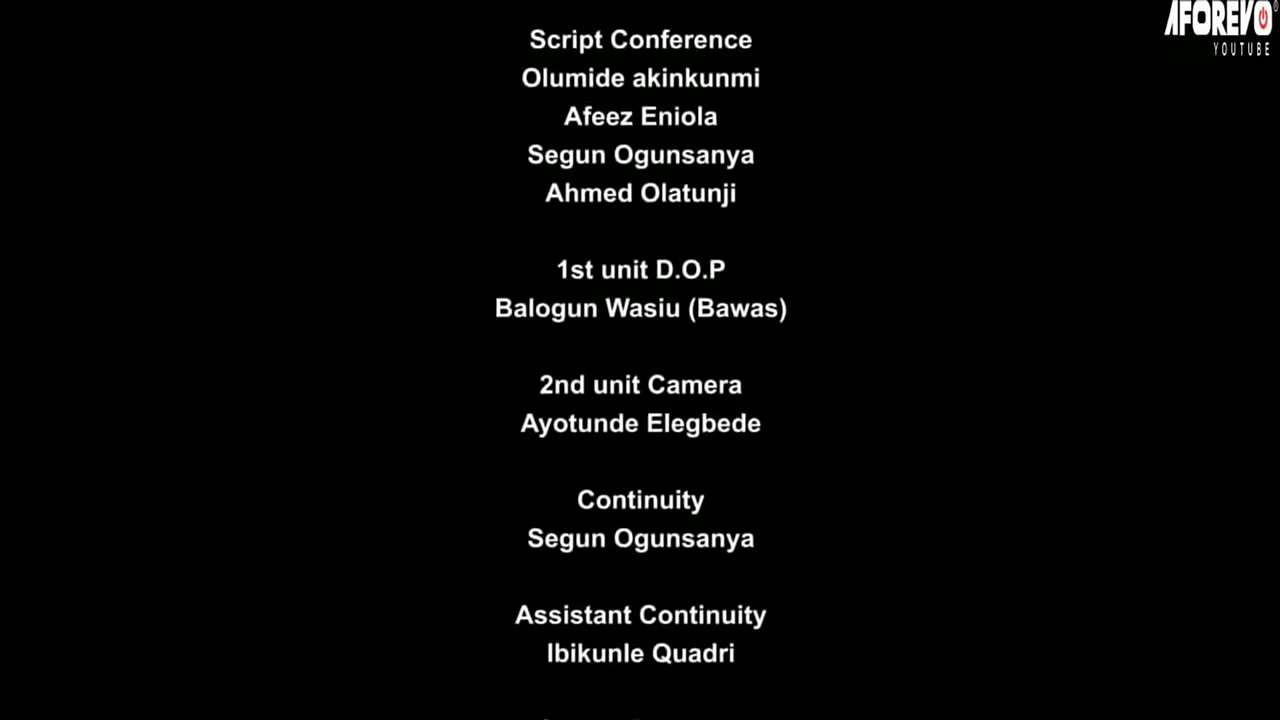 AFOREVO
YOUTUBE
Script Conference
Olumide akinkunmi
Afeez Eniola
Segun Ogunsanya
Ahmed Olatunji
1st unit D.O.P
Balogun Wasiu (Bawas)
2nd unit Camera
Ayotunde Elegbede
Continuity
Segun Ogunsanya
Assistant Continuity
Ibikunle Quadri